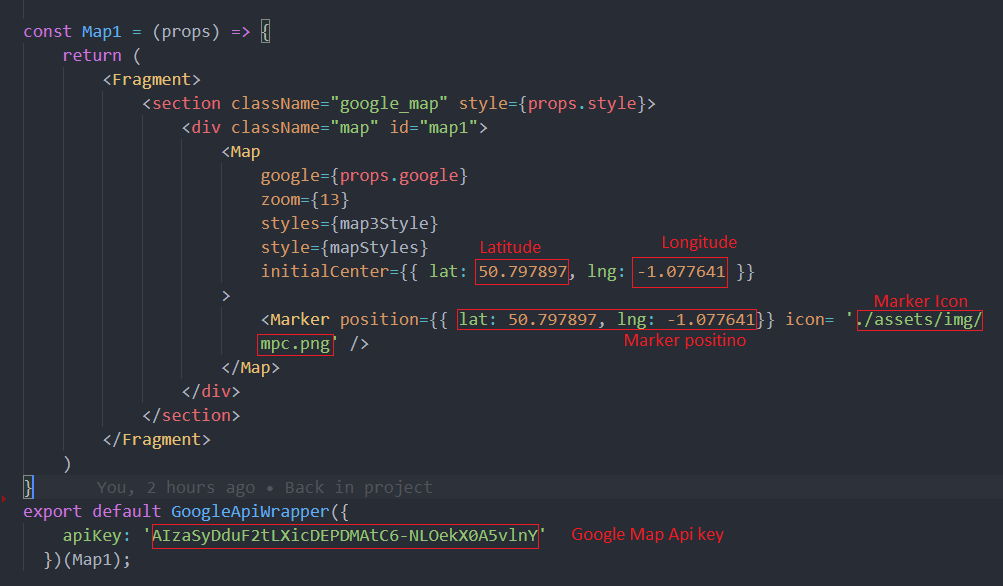 const Map1 = (props) => {
return (
<Fragment>
<section className="google_map" style={props.style}>
<div className="map" id="map1">
<Map
google={props.google}
zoom={13}
styles={map3Style}
style={mapStyles}
Latitude
Longitude
initialCenter={{ lat: 50.797897, lng: -1.077641 }}
>
Marker Icon
<Marker position={{ lat: 50.797897, lng: -1.077641}} icon= './assets/img/
mpc.png' />
Marker positino
</Map>
</div>
</section>
</Fragment>
)
}
You, 2 hours ago • Back in project
export default GoogleApiWrapper({
apiKey: 'AIzaSyDduF2tLXicDEPDMAtC6-NLOekX0A5vlnY'
Google Map Api key
})(Map1);